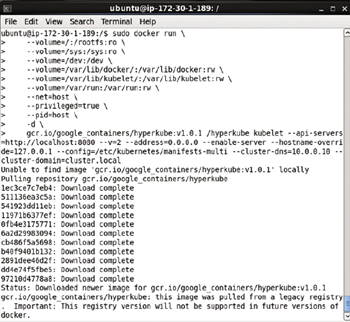 ubuntu@ip-172-30-1-189: /
File Edit View Search Terminal Help
ubuntu@ip-172-30-1-189:/$ sudo docker run \
> --volume=/:/rootfs:ro \
> --volume=/sys:/sys:ro \
> --volume=/dev:/dev \
> --volume=/var/lib/docker/:/var/lib/docker:rw \
> --volume=/var/lib/kubelet/:/var/lib/kubelet:rw \
> --volume=/var/run:/var/run:rw \
> --net=host \
> --privileged=true \
> --pid=host \
> -d \
> gcr.io/google_containers/hyperkube:v1.0.1 /hyperkube kubelet --api-servers
=http://localhost:8080 --v=2 --address=0.0.0.0 --enable-server --hostname-overri
de=127.0.0.1 --config=/etc/kubernetes/manifests-multi --cluster-dns=10.0.0.10 --
cluster-domain=cluster.local
Unable to find image 'gcr.io/google_containers/hyperkube:v1.0.1' locally
Pulling repository gcr.io/google_containers/hyperkube
1ec3ce7c7eb4: Download complete
511136ea3c5a: Download complete
541923dd11eb: Download complete
11971b6377ef: Download complete
0fb4e3175771: Download complete
6a2d29983094: Download complete
cb486f5a5698: Download complete
b40f9401b132: Download complete
2891dee46d2f: Download complete
dd4e74f5fbe5: Download complete
97210d4778a8: Download complete
Status: Downloaded newer image for gcr.io/google_containers/hyperkube:v1.0.1
gcr.io/google_containers/hyperkube: this image was pulled from a legacy registry
. Important: This registry version will not be supported in future versions of
docker.